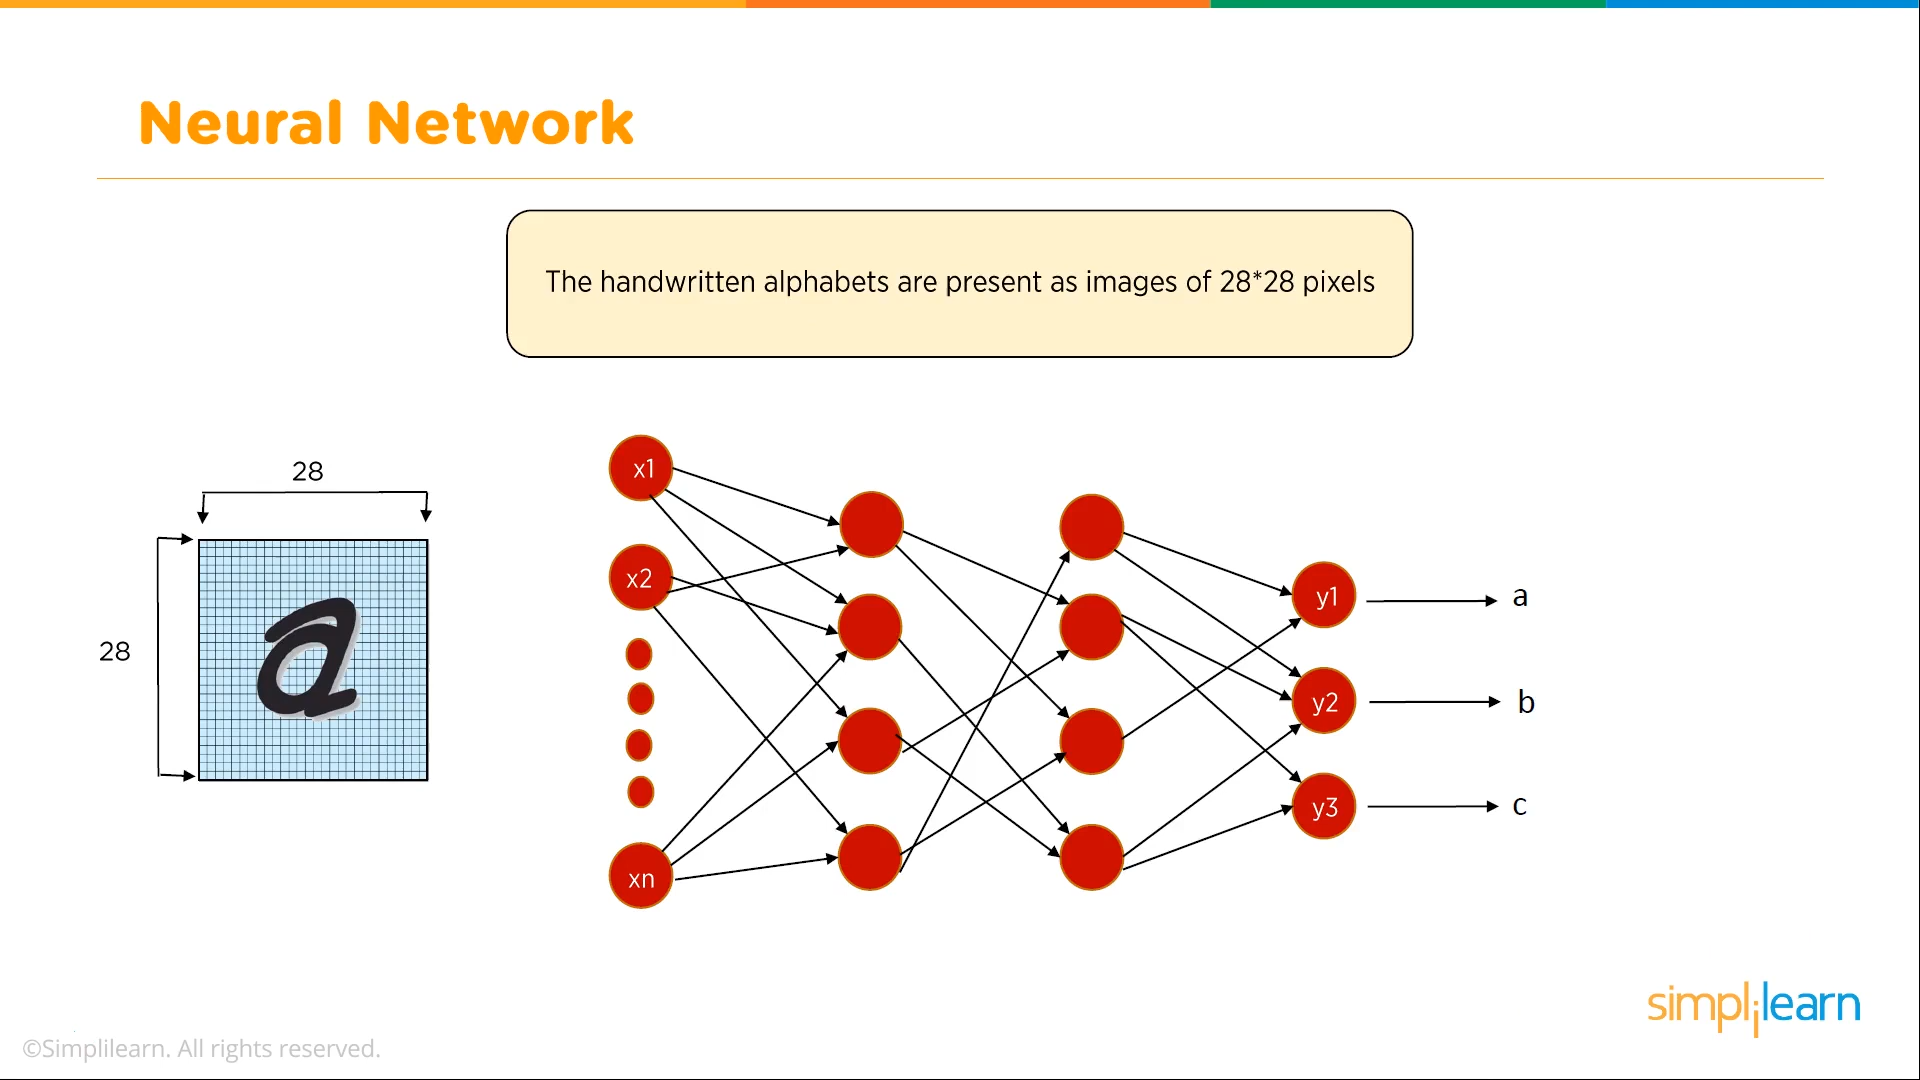 Neural Network
The handwritten alphabets are present as images of 28*28 pixels
28
28
a
x1
x2
xn
y1
y2
y3
a
b
c
simplilearn
©Simplilearn. All rights reserved.